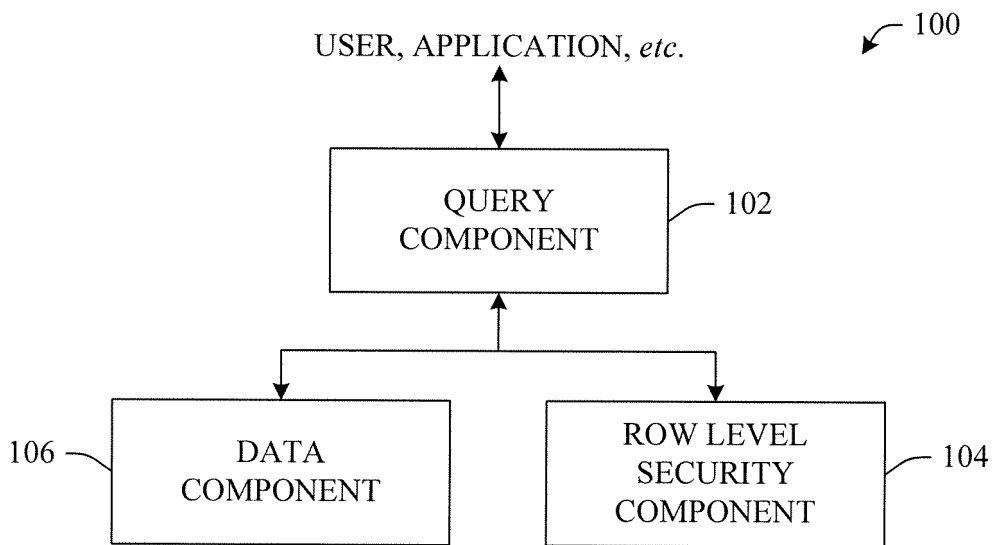 100
USER, APPLICATION, etc.
QUERY
COMPONENT
102
106
DATA
COMPONENT
ROW LEVEL
SECURITY
COMPONENT
104